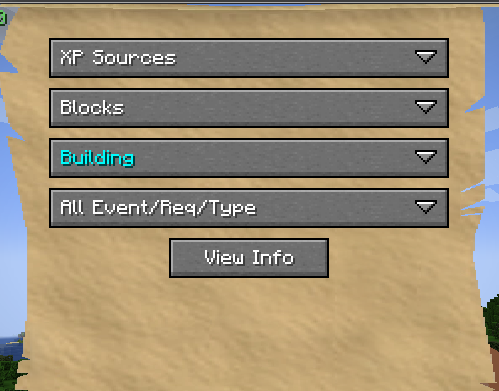 XP Sources
Blocks
Building
All Event/Req/Type
View Info